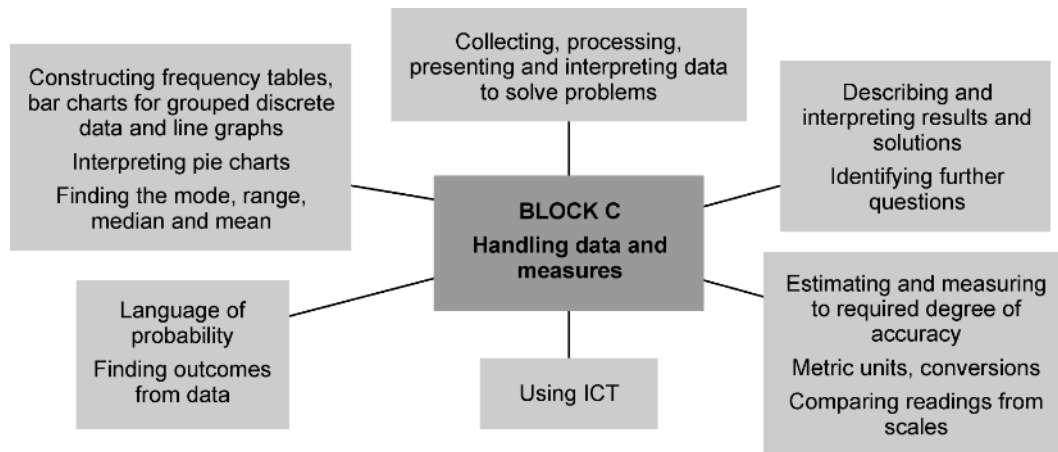 Constructing frequency tables,
bar charts for grouped discrete
data and line graphs
Interpreting pie charts
Finding the mode, range,
median and mean
Collecting, processing,
presenting and interpreting data
to solve problems
Describing and
interpreting results and
solutions
Identifying further
questions
BLOCK C
Handling data and
measures
Language of
probability
Finding outcomes
from data
Using ICT
Estimating and measuring
to required degree of
accuracy
Metric units, conversions
Comparing readings from
scales